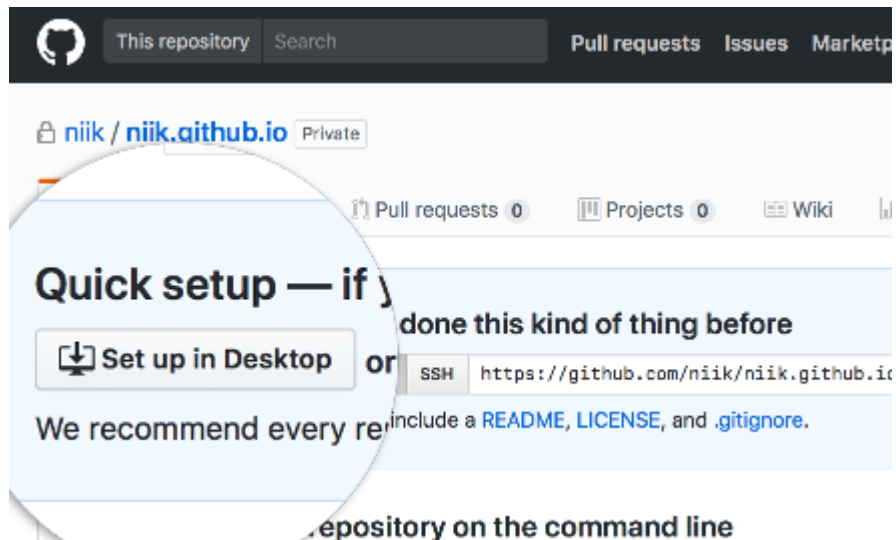 This repository Search Pull requests Issues Marketp
niik / niik.github.io Private
Pull requests 0 Projects 0 Wiki
Quick setup — if y
done this kind of thing before
Set up in Desktop or SSH https://github.com/niik/niik.github.io
We recommend every re include a README, LICENSE, and .gitignore.
repository on the command line